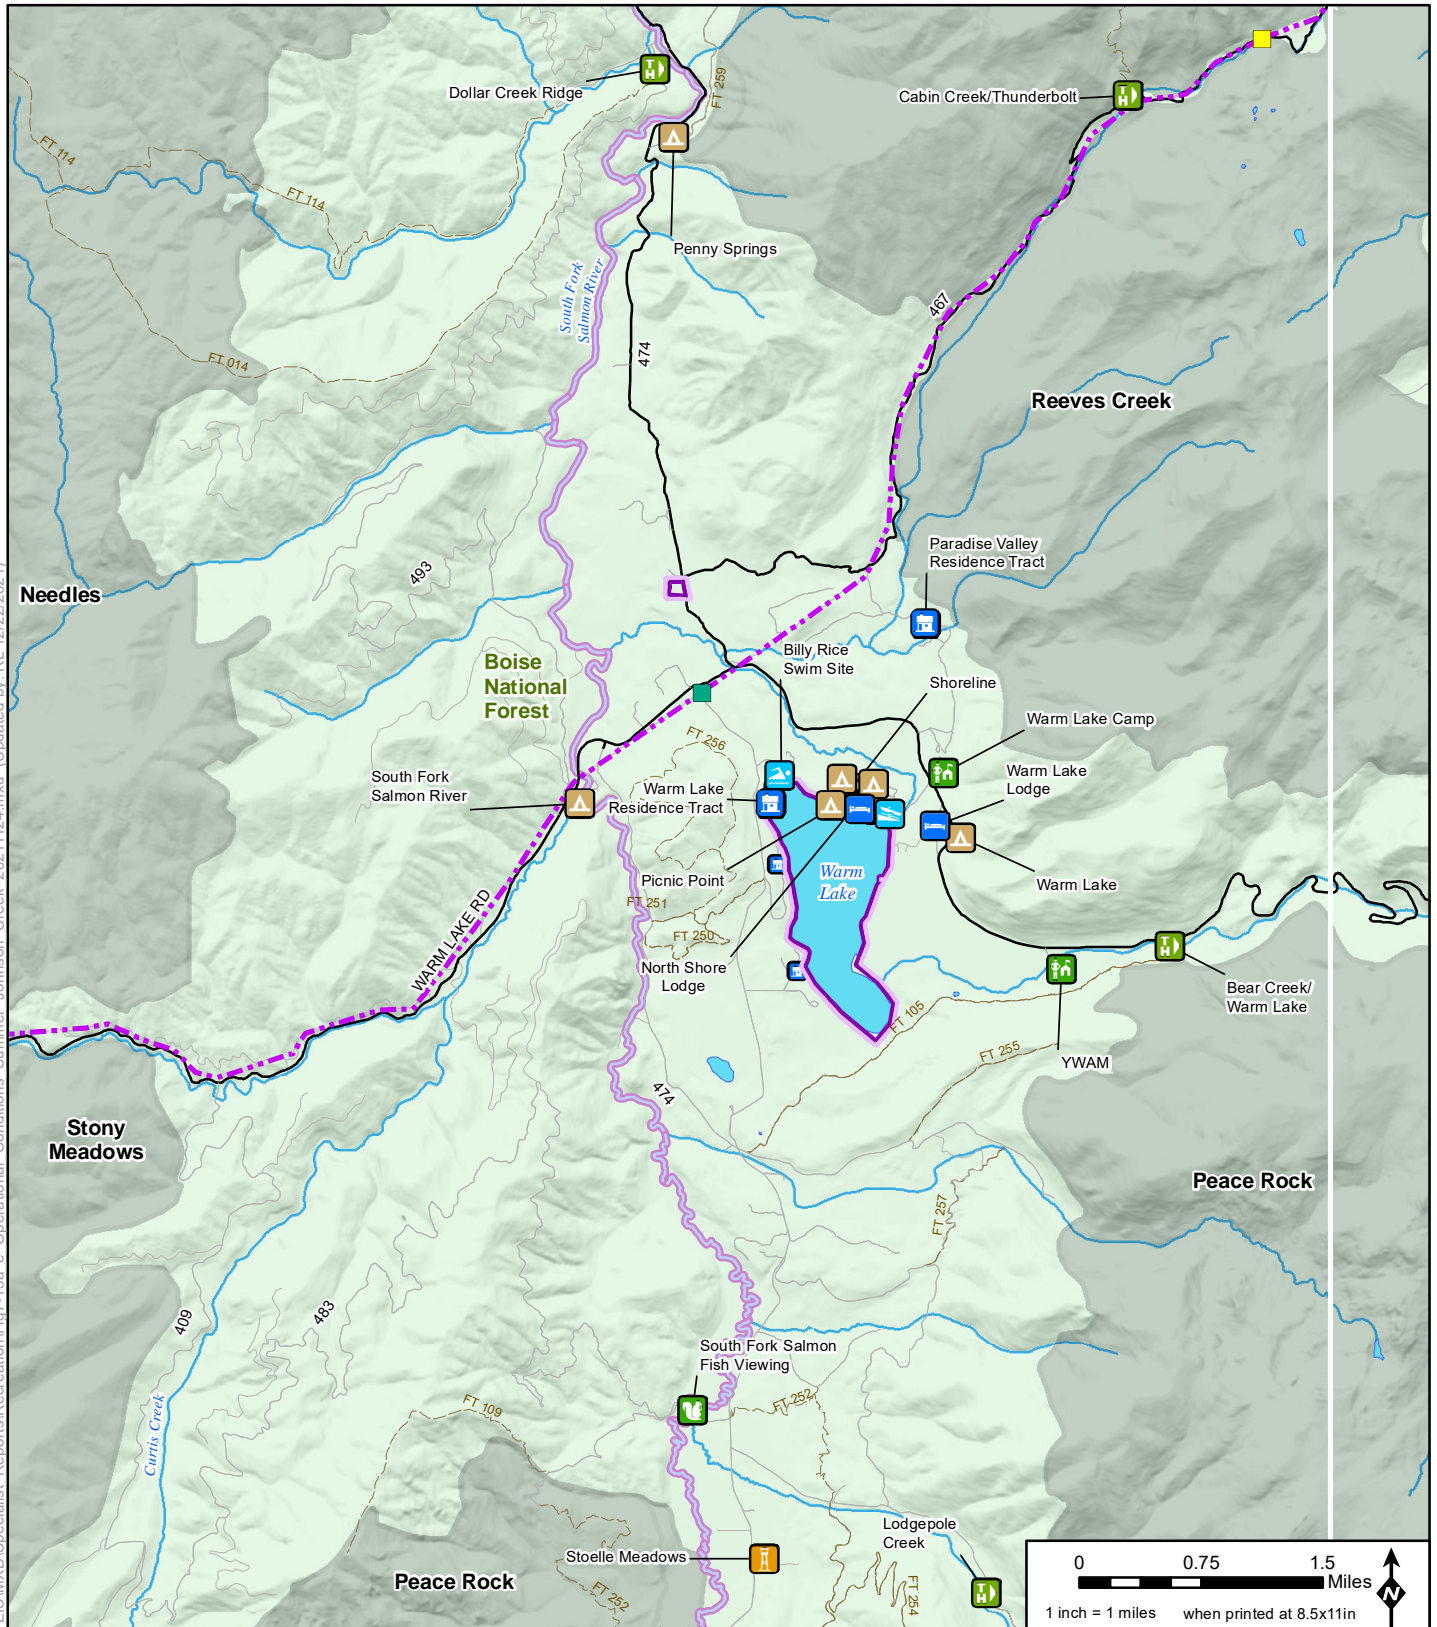 Dollar Creek Ridge
FT 259
Cabin Creek/Thunderbolt
FT 114
FT 114
Penny Springs
South Fork
Salmon River
467
474
FT 014
Reeves Creek
Paradise Valley
Residence Tract
493
Needles
Billy Rice
Swim Site
Boise
National
Forest
Shoreline
Warm Lake Camp
FT 256
South Fork
Salmon River
Warm Lake
Residence Tract
Warm Lake
Lodge
Picnic Point
Warm
Lake
Warm Lake
FT 251
WARM LAKE RD
FT 250
North Shore
Lodge
Bear Creek/
Warm Lake
FT 105
FT 255
YWAM
474
Stony
Meadows
Peace Rock
FT 257
409
483
South Fork Salmon
Fish Viewing
FT 109
FT 252
Curtis Creek
Lodgepole
Creek
Stoelle Meadows
Peace Rock
FT 252
FT 254
0 0.75 1.5
Miles
N
1 inch = 1 miles when printed at 8.5x11in